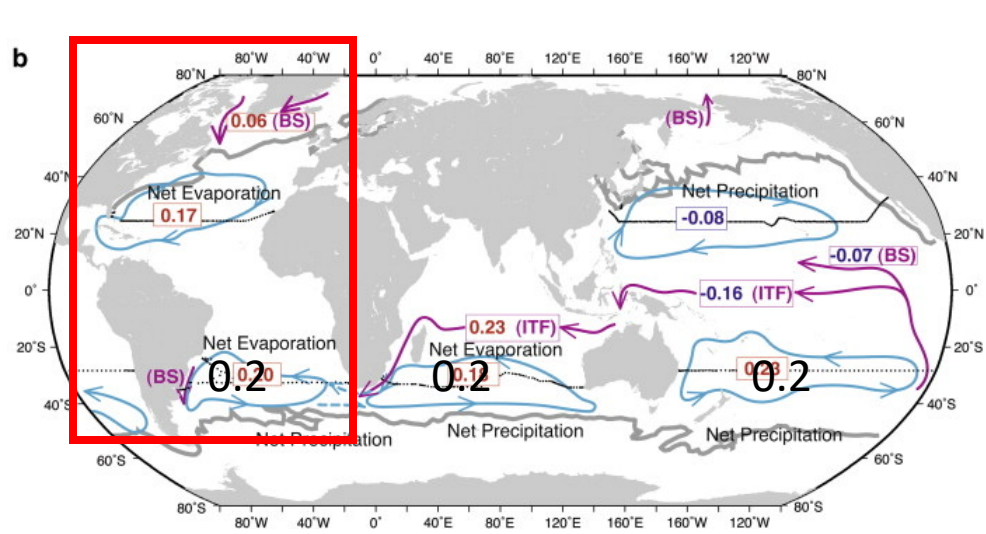 b
80°W 40°W 0° 40°E 80°E 120°E 160°E 160°W 120°W
80°N 80°N
60°N 0.06 (BS) (BS) 60°N
40°N 40°N
Net Evaporation Net Precipitation
0.17 -0.08
20°N 20°N
-0.07 (BS)
0° -0.16 (ITF) 0°
0.23 (ITF)
20°S Net Evaporation Net Evaporation 20°S
(BS) 0.2 0.2 0.2
40°S 40°S
Net Precipitation Net Precipitation Net Precipitation
60°S 60°S
80°S 80°S
80°W 40°W 0° 40°E 80°E 120°E 160°E 160°W 120°W